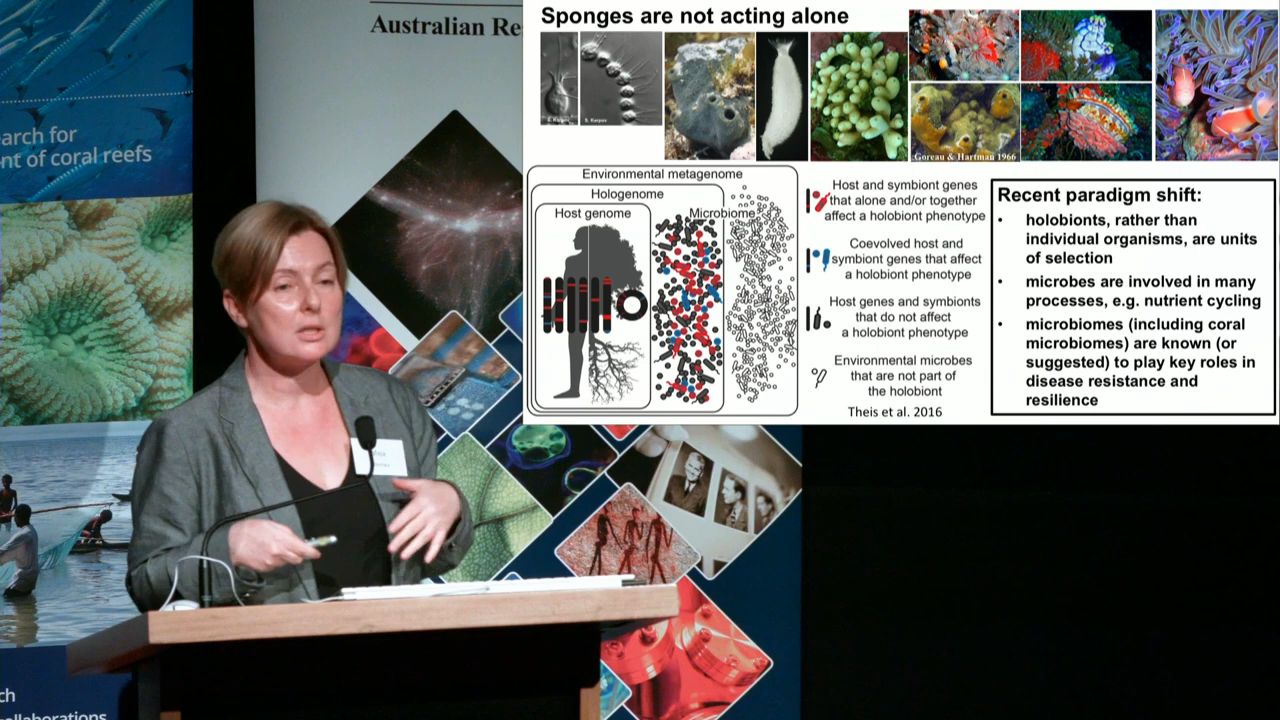 Sponges are not acting alone
Australian Re
earch for
nt of coral reefs
S. Karpov
S. Karpov
Goreau & Hartman 1966
Environmental metagenome
Hologenome
Host genome
Microbiome
Host and symbiont genes
that alone and/or together
affect a holobiont phenotype
Coevolved host and
symbiont genes that affect
a holobiont phenotype
Host genes and symbionts
that do not affect
a holobiont phenotype
Environmental microbes
that are not part of
the holobiont
Theis et al. 2016
Recent paradigm shift:
• holobionts, rather than
individual organisms, are units
of selection
• microbes are involved in many
processes, e.g. nutrient cycling
• microbiomes (including coral
microbiomes) are known (or
suggested) to play key roles in
disease resistance and
resilience
ch
ollaborations